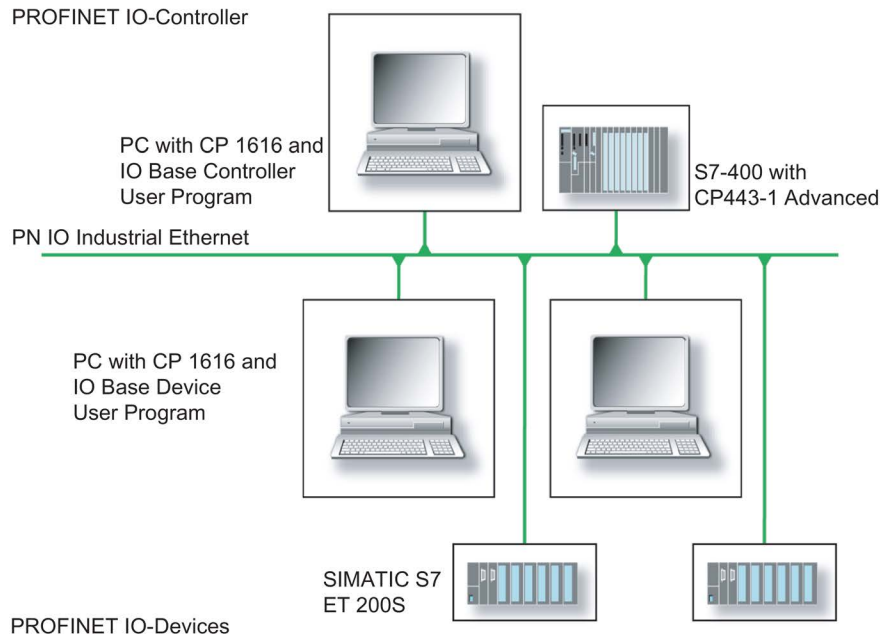 PROFINET IO-Controller
PC with CP 1616 and
IO Base Controller
User Program
S7-400 with
CP443-1 Advanced
PN IO Industrial Ethernet
PC with CP 1616 and
IO Base Device
User Program
SIMATIC S7
ET 200S
PROFINET IO-Devices